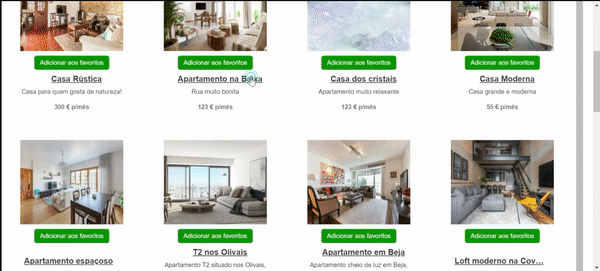 Adicionar aos favoritos Adicionar aos favoritos Adicionar aos favoritos Adicionar aos favoritos
Casa Rústica Apartamento na Baixa Casa dos cristais Casa Moderna
Casa para quem gosta de natureza! Rua muito bonita Apartamento muito relaxante Casa grande e moderna
300 € p/mês 123 € p/mês 123 € p/mês 55 € p/mês
Adicionar aos favoritos Adicionar aos favoritos Adicionar aos favoritos Adicionar aos favoritos
Apartamento espaçoso T2 nos Olivais Apartamento em Beja Loft moderno na Cov…
Apartamento T2 situado nos Olivais, Apartamento cheio de luz em Beja,